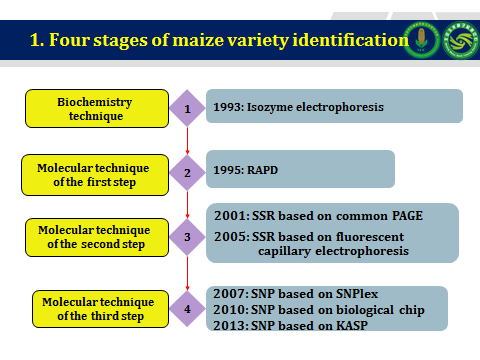 1. Four stages of maize variety identification
Biochemistry
technique
1
1993: Isozyme electrophoresis
Molecular technique
of the first step
2
1995: RAPD
Molecular technique
of the second step
3
2001: SSR based on common PAGE
2005: SSR based on fluorescent
capillary electrophoresis
Molecular technique
of the third step
4
2007: SNP based on SNPlex
2010: SNP based on biological chip
2013: SNP based on KASP